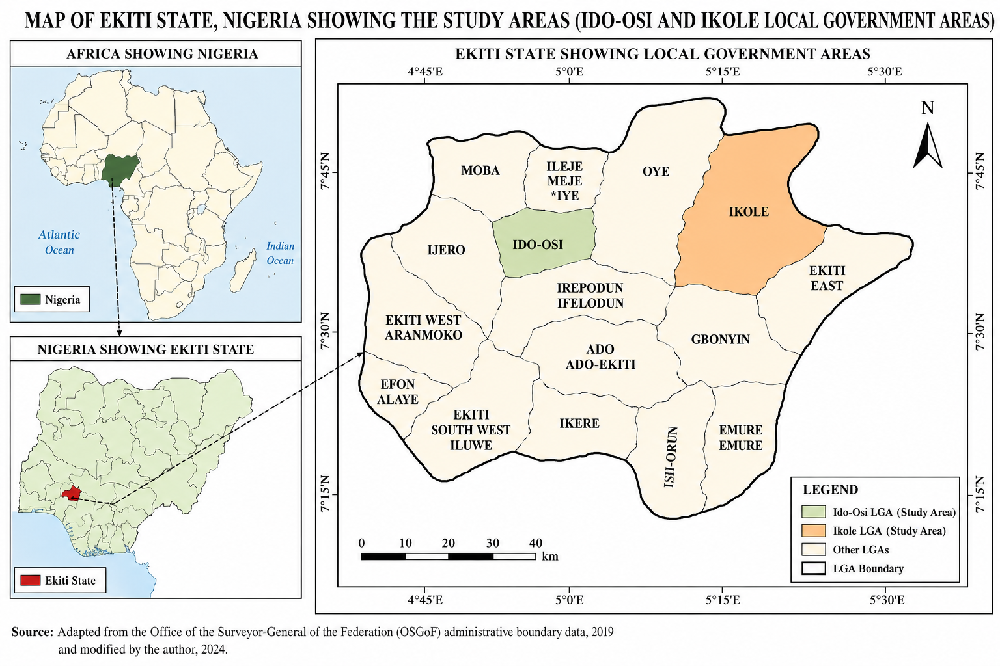 MAP OF EKITI STATE, NIGERIA SHOWING THE STUDY AREAS (IDO-OSI AND IKOLE LOCAL GOVERNMENT AREAS)
AFRICA SHOWING NIGERIA
Atlantic
Ocean
Indian
Ocean
Nigeria
NIGERIA SHOWING EKITI STATE
Ekiti State
EKITI STATE SHOWING LOCAL GOVERNMENT AREAS
4°45'E
5°0'E
5°15'E
5°30'E
7°45'N
7°30'N
7°15'N
N
MOBA
ILEJE
MEJE
*IYE
OYE
IKOLE
IJERO
IDO-OSI
EKITI
EAST
IREPODUN
IFELODUN
EKITI WEST
ARANMOKO
GBONYIN
ADO
ADO-EKITI
EFON
ALAYE
EKITI
SOUTH WEST
ILUWE
IKERE
ISII-ORUN
EMURE
EMURE
7°45'N
7°30'N
7°15'N
0 10 20 30 40
km
LEGEND
Ido-Osi LGA (Study Area)
Ikole LGA (Study Area)
Other LGAs
LGA Boundary
4°45'E
5°0'E
5°15'E
5°30'E
Source: Adapted from the Office of the Surveyor-General of the Federation (OSGoF) administrative boundary data, 2019
and modified by the author, 2024.